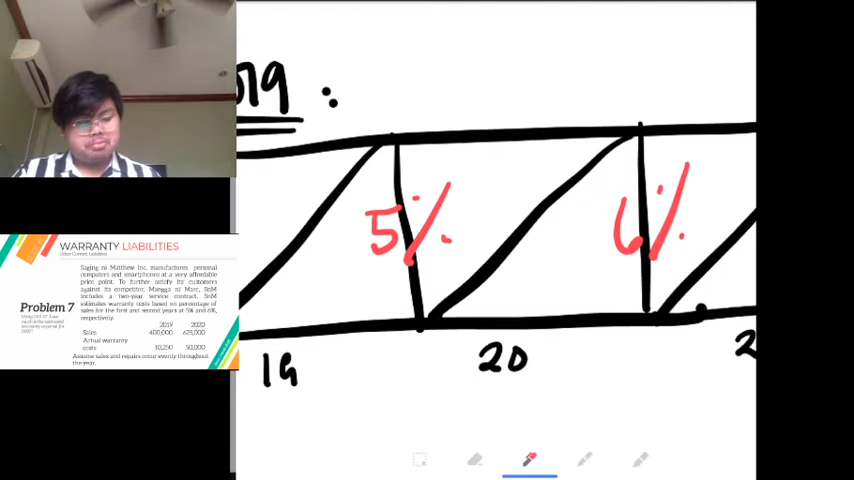 019 :
5%
6%
19
20
2
WARRANTY LIABILITIES
Other Current Liabilities
Saging ni Matthew Inc. manufactures personal
computers and smartphones at a very affordable
price point. To further satisfy its customers
against its competitor, Mangga ni Marc, SnM
includes a two-year service contract. SnM
estimates warranty costs based on percentage of
sales for the first and second years at 5% and 6%,
respectively.
Problem 7
2019 2020
Sales 400,000 625,000
Actual warranty
costs 10,250 50,000
Assume sales and repairs occur evenly throughout
the year.